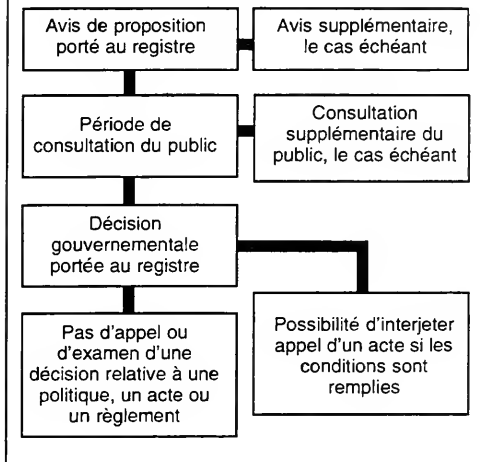 Avis de proposition
porté au registre
Avis supplémentaire,
le cas échéant
Période de
consultation du public
Consultation
supplémentaire du
public, le cas échéant
Décision
gouvernementale
portée au registre
Pas d'appel ou
d'examen d'une
décision relative à une
politique, un acte ou
un règlement
Possibilité d'interjeter
appel d'un acte si les
conditions sont
remplies